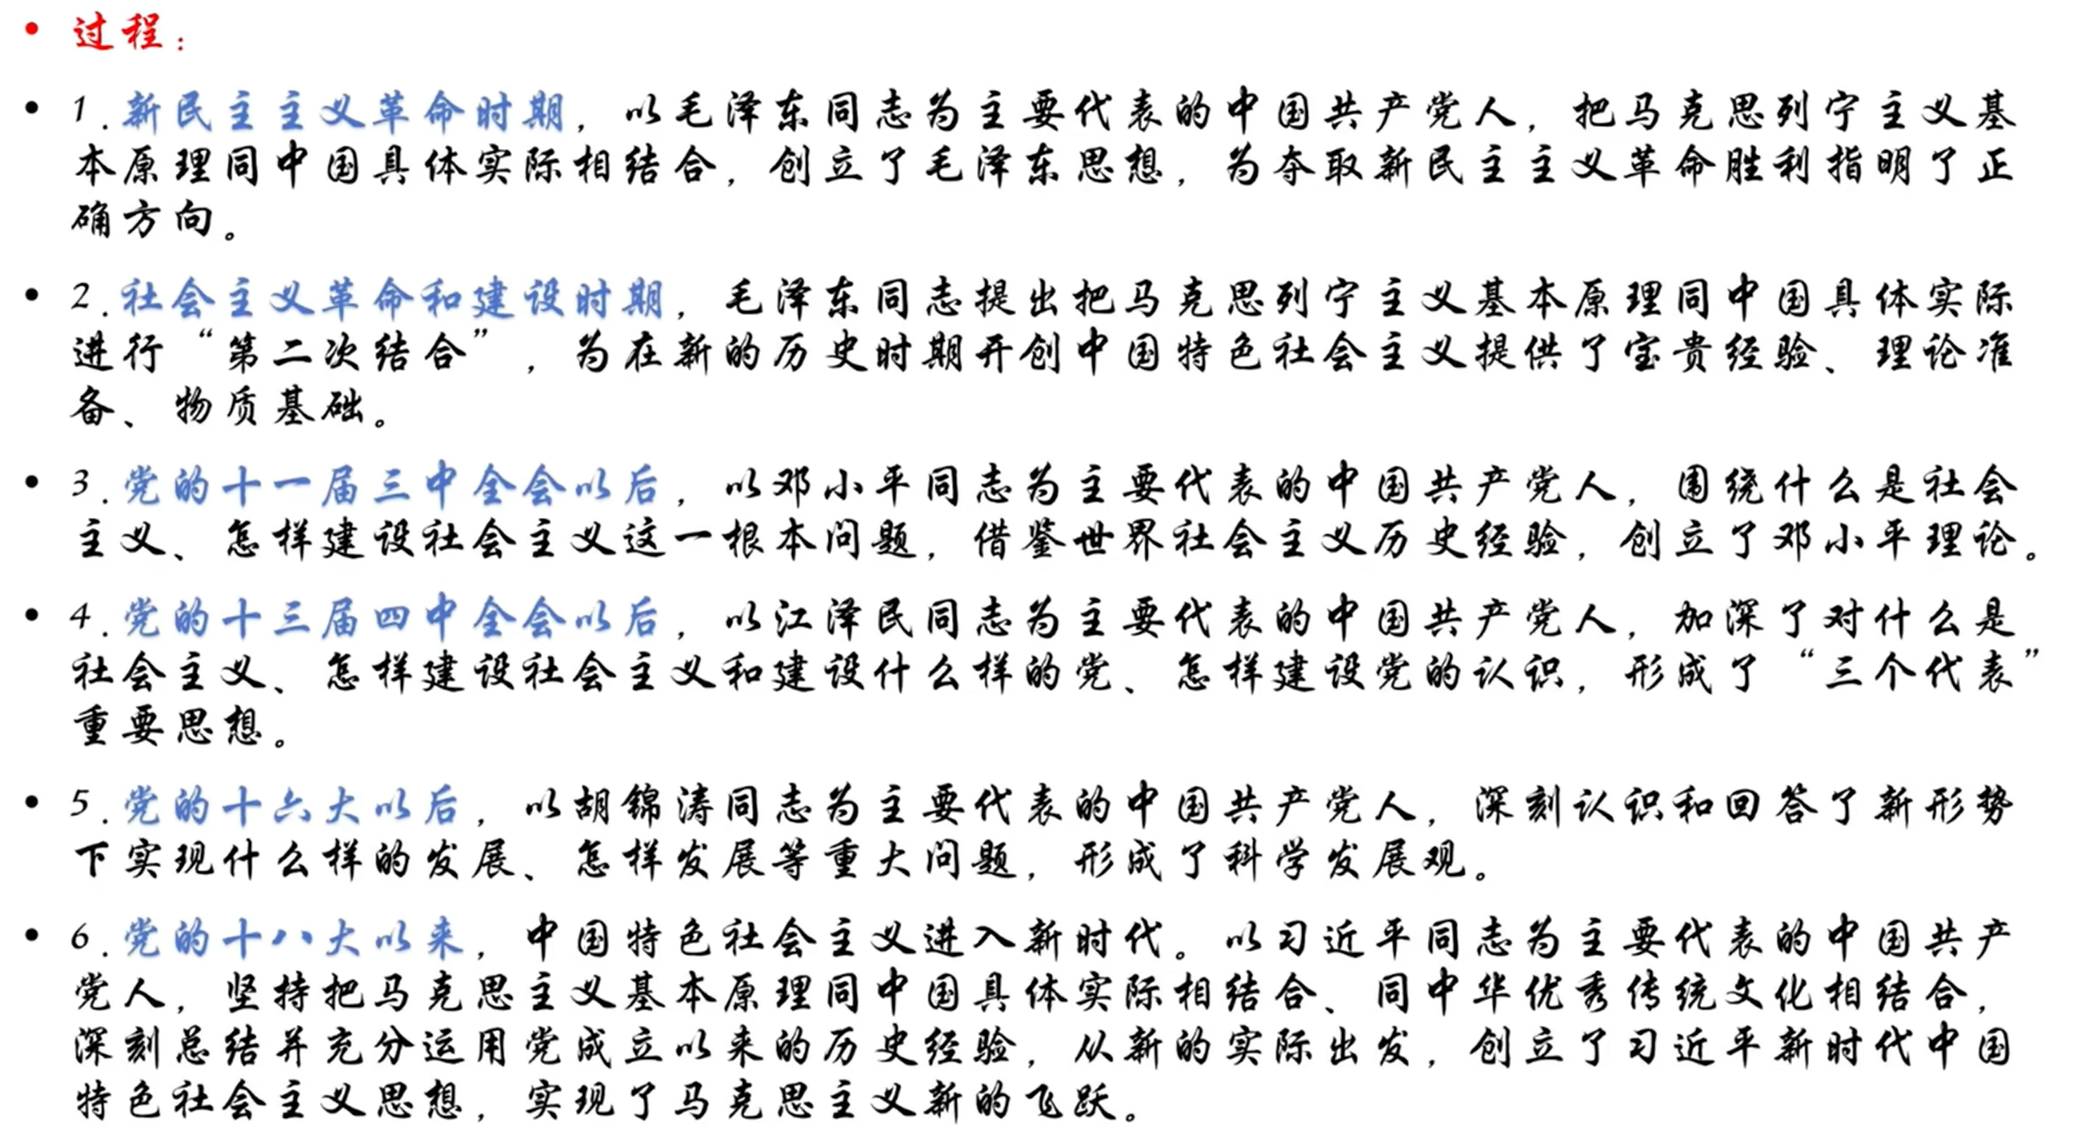 • 过程：
• 1.新民主主义革命时期，以毛泽东同志为主要代表的中国共产党人，把马克思列宁主义基
本原理同中国具体实际相结合，创立了毛泽东思想，为夺取新民主主义革命胜利指明了正
确方向。
• 2.社会主义革命和建设时期，毛泽东同志提出把马克思列宁主义基本原理同中国具体实际
进行“第二次结合”，为在新的历史时期开创中国特色社会主义提供了宝贵经验、理论准
备、物质基础。
• 3.党的十一届三中全会以后，以邓小平同志为主要代表的中国共产党人，围绕什么是社会
主义、怎样建设社会主义这一根本问题，借鉴世界社会主义历史经验，创立了邓小平理论。
• 4.党的十三届四中全会以后，以江泽民同志为主要代表的中国共产党人，加深了对什么是
社会主义、怎样建设社会主义和建设什么样的党、怎样建设党的认识，形成了“三个代表”
重要思想。
• 5.党的十六大以后，以胡锦涛同志为主要代表的中国共产党人，深刻认识和回答了新形势
下实现什么样的发展、怎样发展等重大问题，形成了科学发展观。
• 6.党的十八大以来，中国特色社会主义进入新时代。以习近平同志为主要代表的中国共产
党人，坚持把马克思主义基本原理同中国具体实际相结合、同中华优秀传统文化相结合，
深刻总结并充分运用党成立以来的历史经验，从新的实际出发，创立了习近平新时代中国
特色社会主义思想，实现了马克思主义新的飞跃。